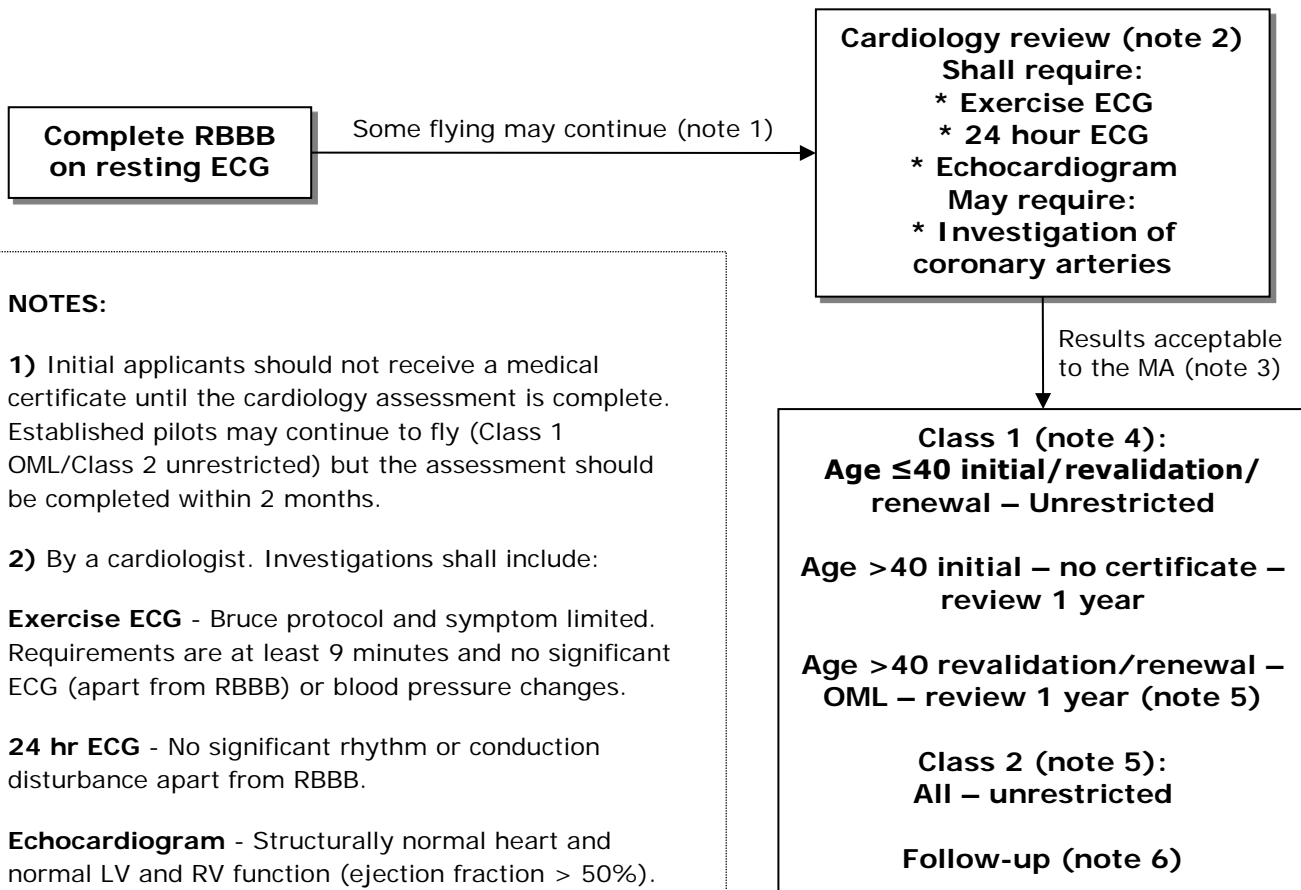 Complete RBBB
on resting ECG
Some flying may continue (note 1)
Cardiology review (note 2)
Shall require:
* Exercise ECG
* 24 hour ECG
* Echocardiogram
May require:
* Investigation of
coronary arteries
Results acceptable
to the MA (note 3)
Class 1 (note 4):
Age ≤40 initial/revalidation/
renewal – Unrestricted
Age >40 initial – no certificate –
review 1 year
Age >40 revalidation/renewal –
OML – review 1 year (note 5)
Class 2 (note 5):
All – unrestricted
Follow-up (note 6)
NOTES:
1) Initial applicants should not receive a medical
certificate until the cardiology assessment is complete.
Established pilots may continue to fly (Class 1
OML/Class 2 unrestricted) but the assessment should
be completed within 2 months.
2) By a cardiologist. Investigations shall include:
Exercise ECG - Bruce protocol and symptom limited.
Requirements are at least 9 minutes and no significant
ECG (apart from RBBB) or blood pressure changes.
24 hr ECG - No significant rhythm or conduction
disturbance apart from RBBB.
Echocardiogram - Structurally normal heart and
normal LV and RV function (ejection fraction > 50%).